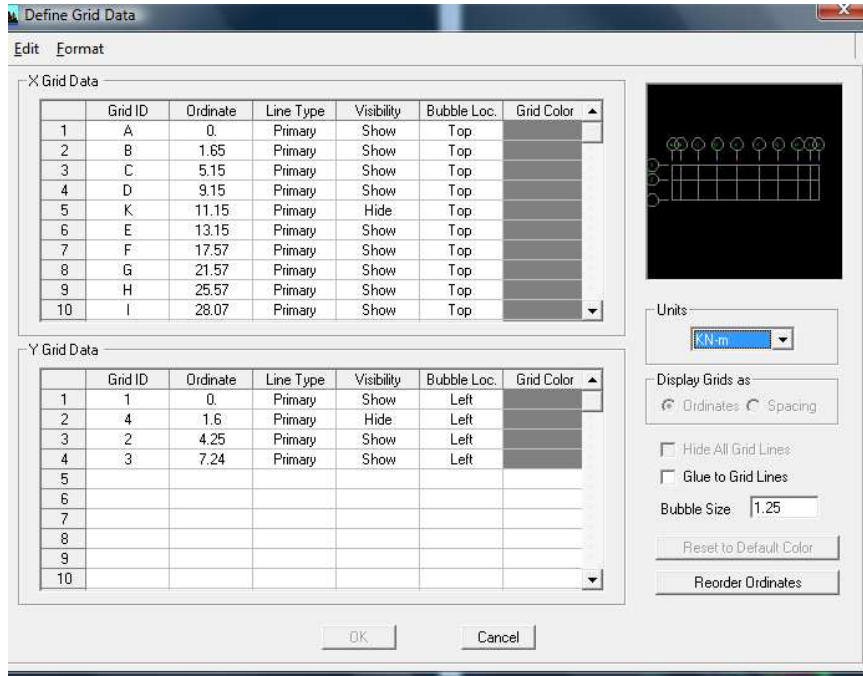 Define Grid Data
Edit Format
X Grid Data
Grid ID Ordinate Line Type Visibility Bubble Loc. Grid Color
1 A 0. Primary Show Top
2 B 1.65 Primary Show Top
3 C 5.15 Primary Show Top
4 D 9.15 Primary Show Top
5 K 11.15 Primary Hide Top
6 E 13.15 Primary Show Top
7 F 17.57 Primary Show Top
8 G 21.57 Primary Show Top
9 H 25.57 Primary Show Top
10 I 28.07 Primary Show Top
Y Grid Data
Grid ID Ordinate Line Type Visibility Bubble Loc. Grid Color
1 1 0. Primary Show Left
2 4 1.6 Primary Hide Left
3 2 4.25 Primary Show Left
4 3 7.24 Primary Show Left
5
6
7
8
9
10
Units
KN-m
Display Grids as
Ordinates Spacing
Hide All Grid Lines
Glue to Grid Lines
Bubble Size 1.25
Reset to Default Color
Reorder Ordinates
OK Cancel